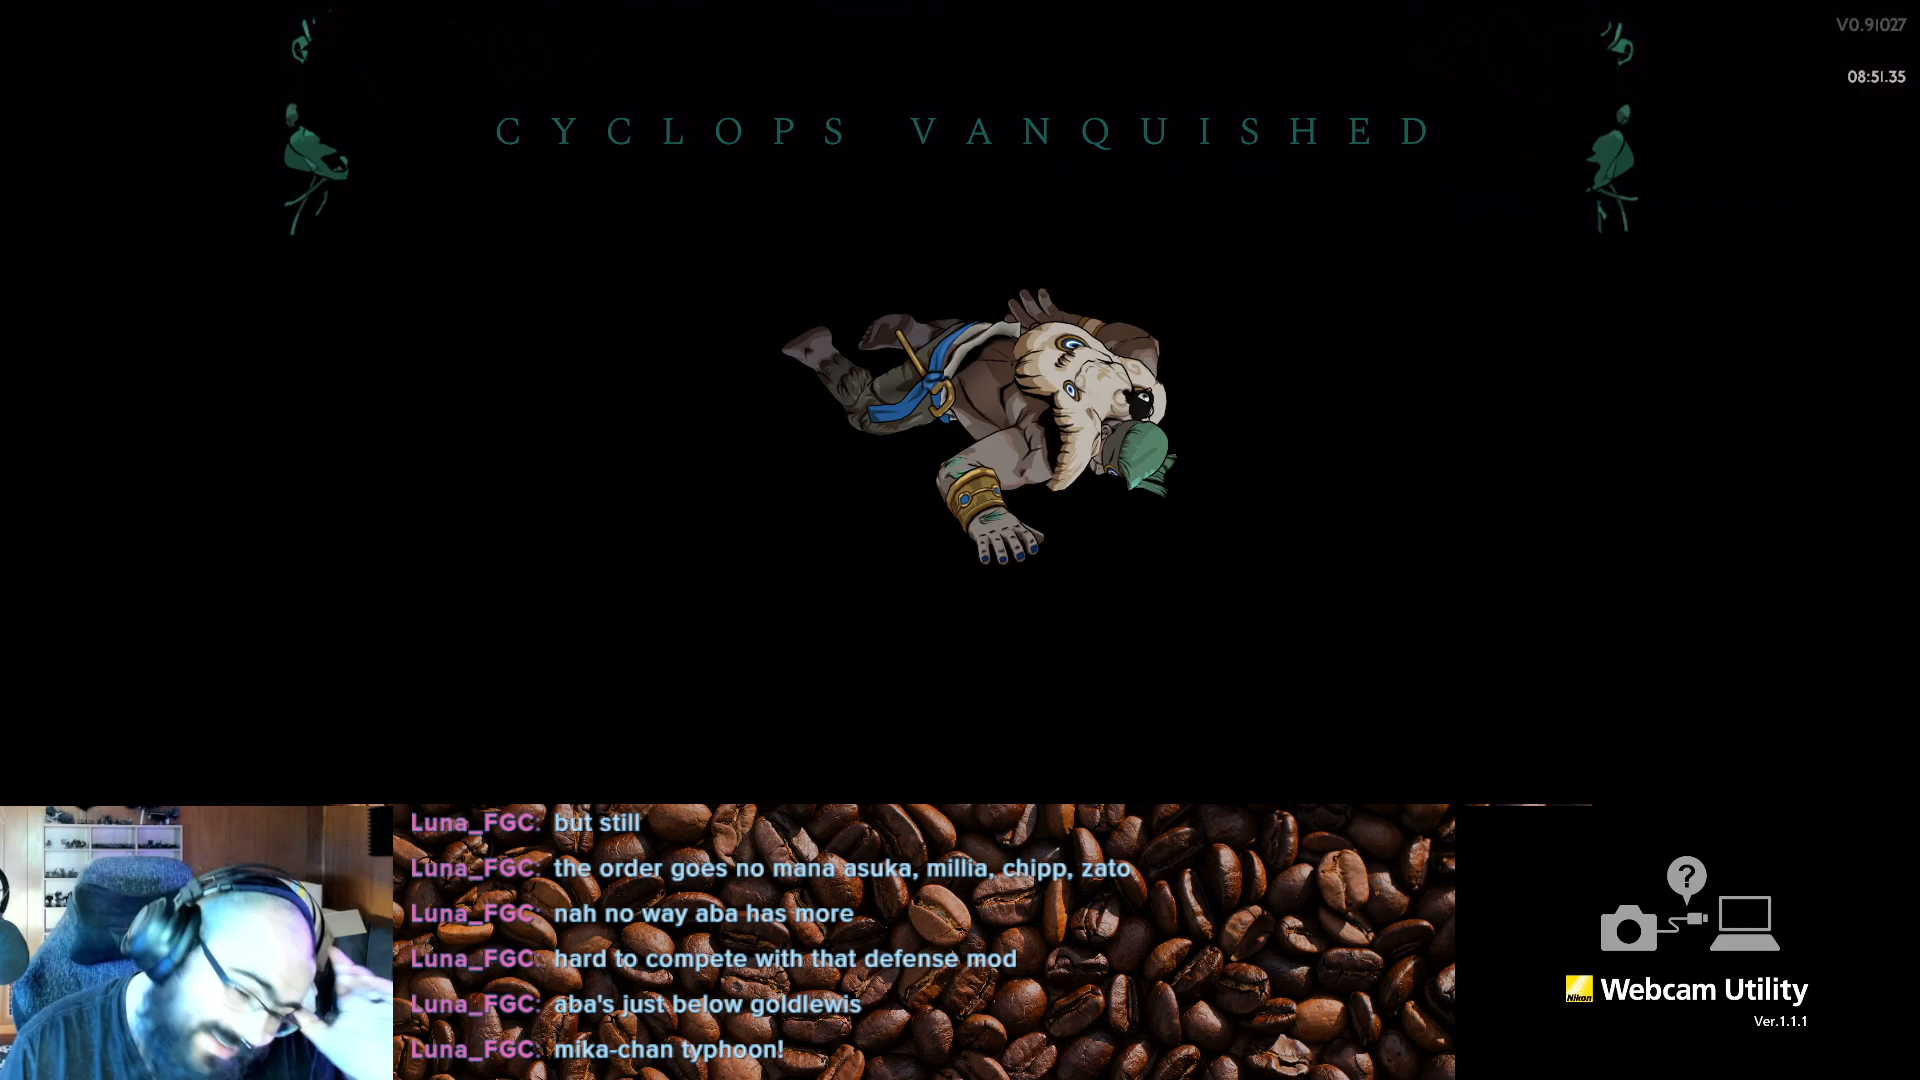 V0.91027
08:51.35
CYCLOPS VANQUISHED
Luna_FGC: but still
Luna_FGC: the order goes no mana asuka, millia, chipp, zato
Luna_FGC: nah no way aba has more
Luna_FGC: hard to compete with that defense mod
Luna_FGC: aba's just below goldlewis
Luna_FGC: mika-chan typhoon!
?
Nikon Webcam Utility
Ver.1.1.1